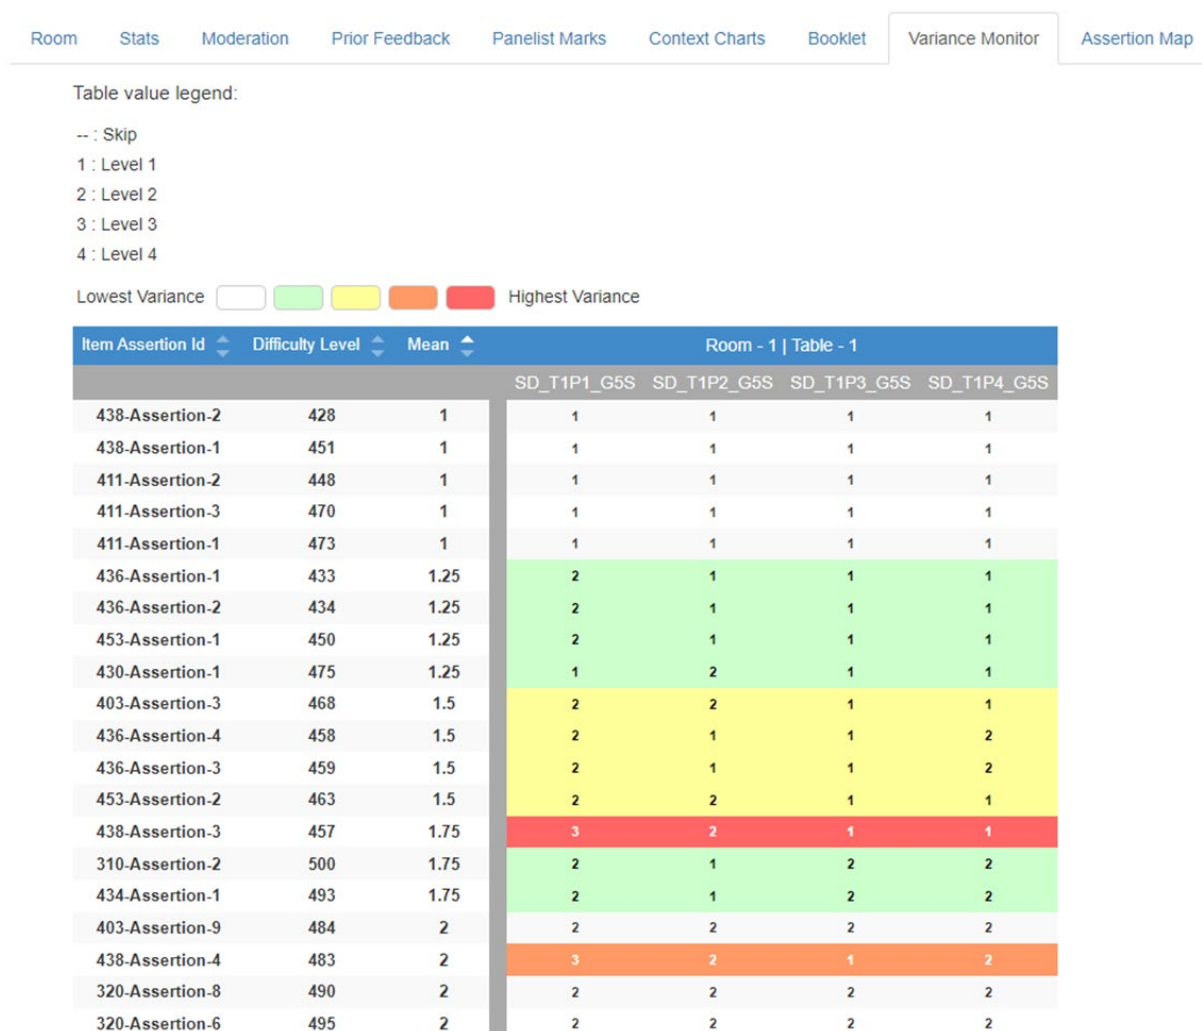 Room Stats Moderation Prior Feedback Panelist Marks Context Charts Booklet Variance Monitor Assertion Map
Table value legend:
-- : Skip
1 : Level 1
2 : Level 2
3 : Level 3
4 : Level 4
Lowest Variance Highest Variance
Item Assertion Id Difficulty Level Mean Room - 1 | Table - 1
SD_T1P1_G5S SD_T1P2_G5S SD_T1P3_G5S SD_T1P4_G5S
438-Assertion-2 428 1 1 1 1 1
438-Assertion-1 451 1 1 1 1 1
411-Assertion-2 448 1 1 1 1 1
411-Assertion-3 470 1 1 1 1 1
411-Assertion-1 473 1 1 1 1 1
436-Assertion-1 433 1.25 2 1 1 1
436-Assertion-2 434 1.25 2 1 1 1
453-Assertion-1 450 1.25 2 1 1 1
430-Assertion-1 475 1.25 1 2 1 1
403-Assertion-3 468 1.5 2 2 1 1
436-Assertion-4 458 1.5 2 1 1 2
436-Assertion-3 459 1.5 2 1 1 2
453-Assertion-2 463 1.5 2 2 1 1
438-Assertion-3 457 1.75 3 2 1 1
310-Assertion-2 500 1.75 2 1 2 2
434-Assertion-1 493 1.75 2 1 2 2
403-Assertion-9 484 2 2 2 2 2
438-Assertion-4 483 2 3 2 1 2
320-Assertion-8 490 2 2 2 2 2
320-Assertion-6 495 2 2 2 2 2